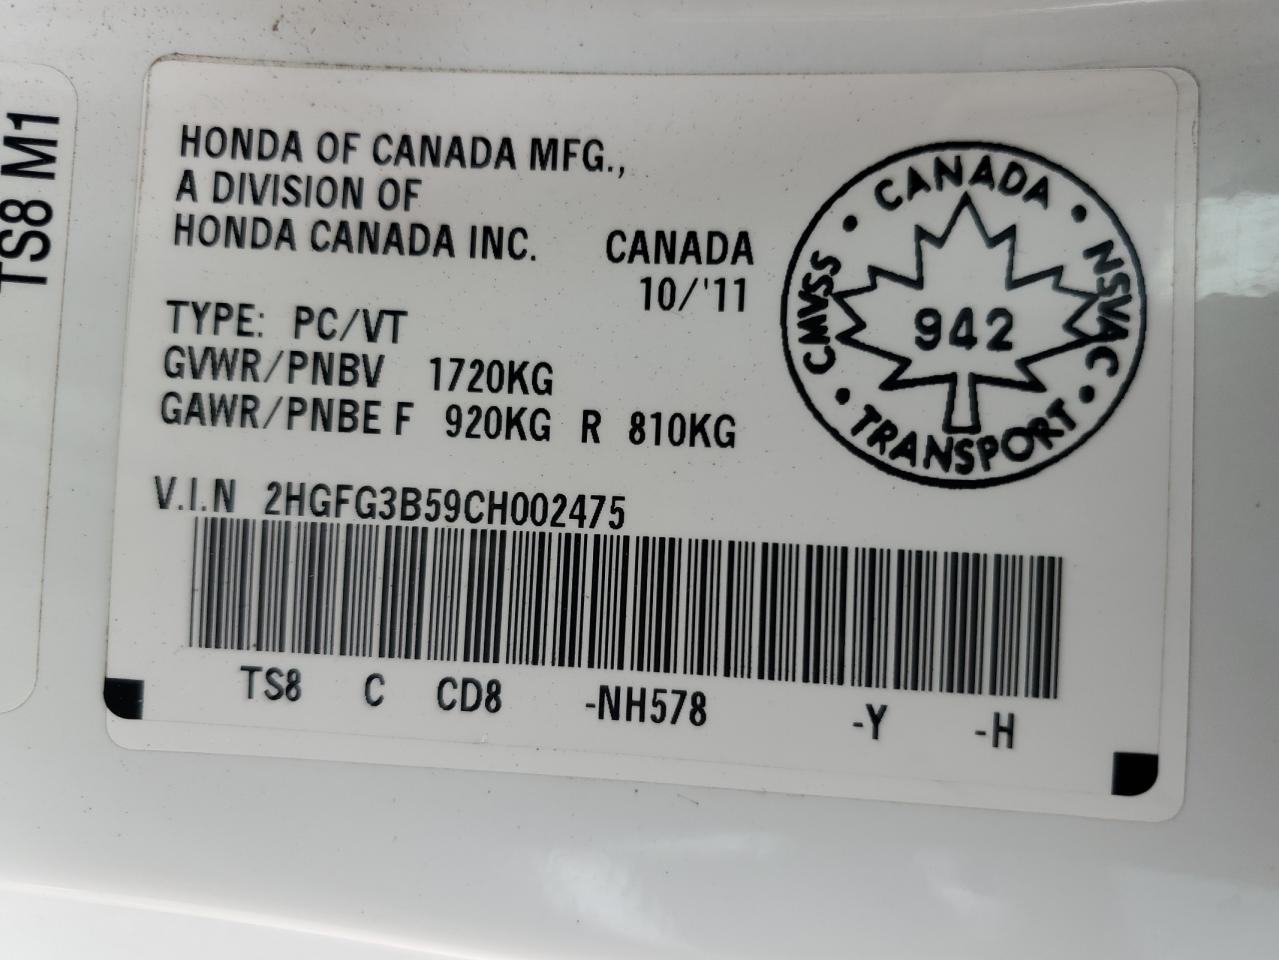 TS8 M1
HONDA OF CANADA MFG.,
A DIVISION OF
HONDA CANADA INC. CANADA
10/'11
TYPE: PC/VT
GVWR/PNBV 1720KG
GAWR/PNBE F 920KG R 810KG
CANADA
CMVSS
942
NSVAC
TRANSPORT
V.I.N 2HGFG3B59CH002475
TS8 C CD8 -NH578 -Y -H